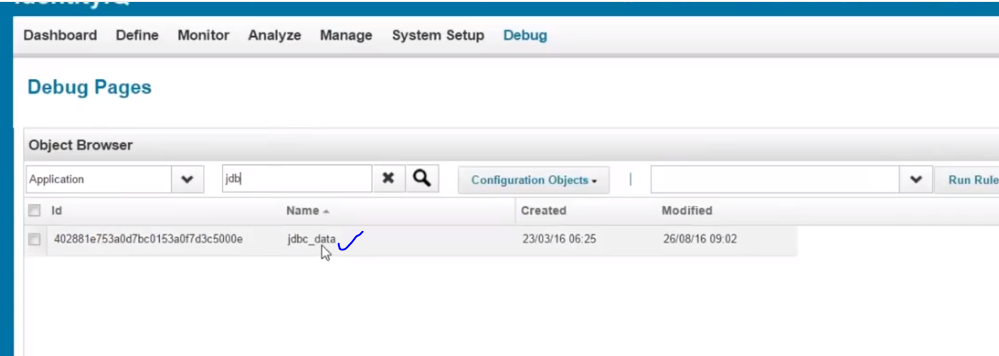 IdentityIQ
Dashboard Define Monitor Analyze Manage System Setup Debug
Debug Pages
Object Browser
Application jdb Configuration Objects | Run Rule
Id Name Created Modified
402881e753a0d7bc0153a0f7d3c5000e jdbc_data 23/03/16 06:25 26/08/16 09:02